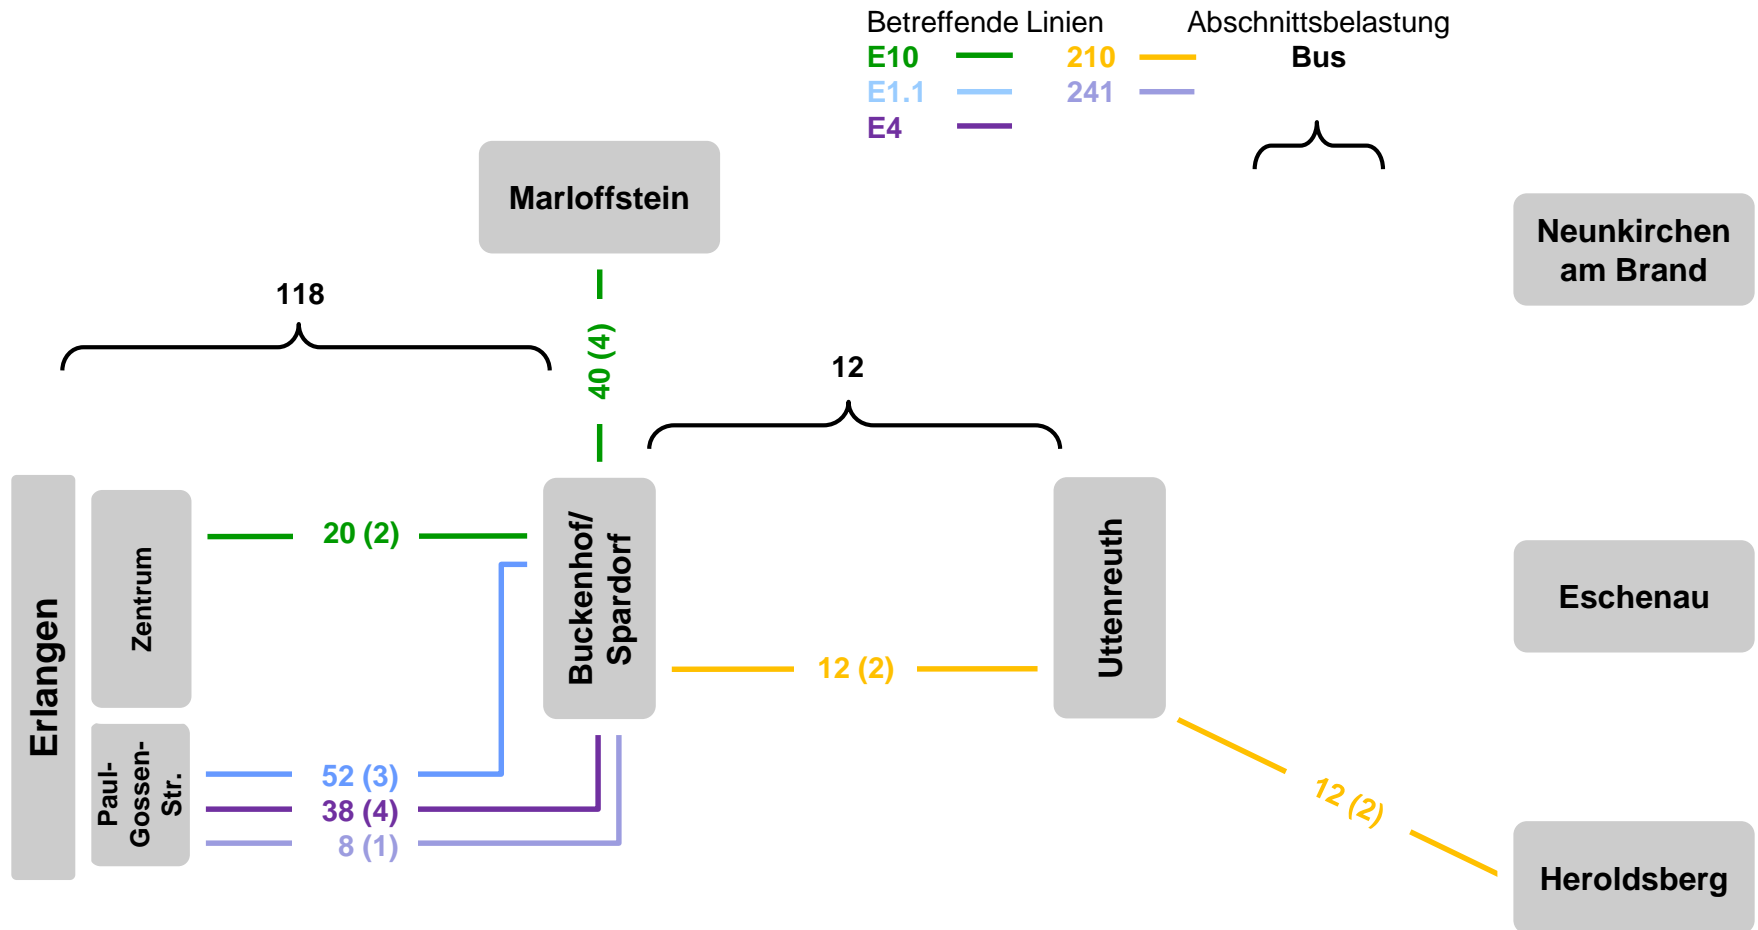 Betreffende Linien
Abschnittsbelastung
E10
210
Bus
E1.1
241
E4
Marloffstein
Neunkirchen
am Brand
118
40 (4)
12
Erlangen
Zentrum
20 (2)
Buckenhof/
Spardorf
Uttenreuth
Eschenau
12 (2)
Paul-
Gossen-
Str.
52 (3)
38 (4)
8 (1)
12 (2)
Heroldsberg